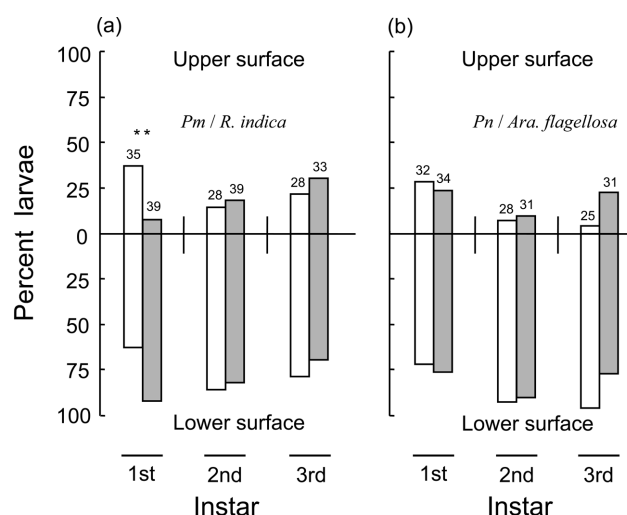 (a)
(b)
100
Upper surface
Upper surface
75
Pm / R. indica
Pn / Ara. flagellosa
50
**
35
39
28
39
28
33
32
34
28
31
25
31
25
0
25
50
75
100
Percent larvae
Lower surface
Lower surface
1st 2nd 3rd
1st 2nd 3rd
Instar
Instar